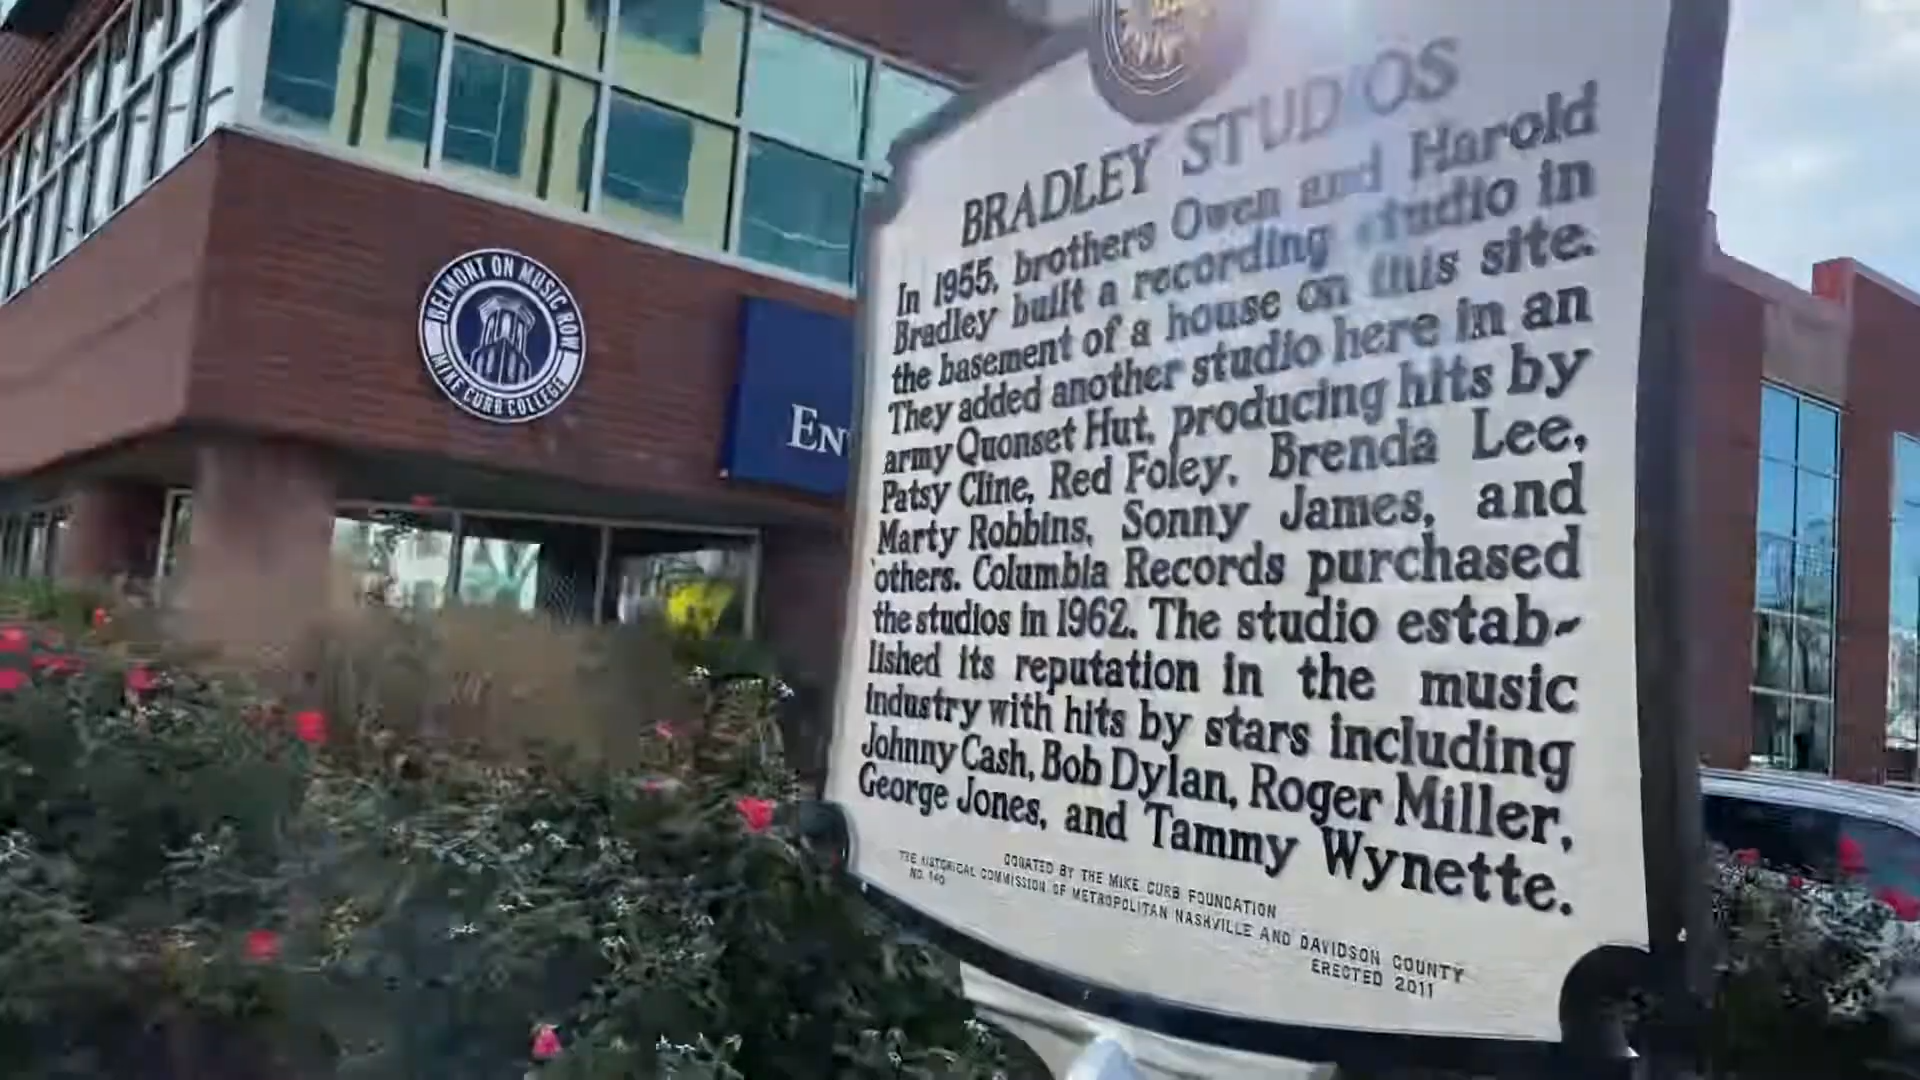 BELMONT ON MUSIC ROW
MIKE CURB COLLEGE
BRADLEY STUDIOS
In 1955, brothers Owen and Harold
Bradley built a recording studio in
the basement of a house on this site.
They added another studio here in an
army Quonset Hut, producing hits by
Patsy Cline, Red Foley, Brenda Lee,
Marty Robbins, Sonny James, and
others. Columbia Records purchased
the studios in 1962. The studio estab-
lished its reputation in the music
industry with hits by stars including
Johnny Cash, Bob Dylan, Roger Miller,
George Jones, and Tammy Wynette.
DONATED BY THE MIKE CURB FOUNDATION
THE HISTORICAL COMMISSION OF METROPOLITAN NASHVILLE AND DAVIDSON COUNTY
NO. 140
ERECTED 2011